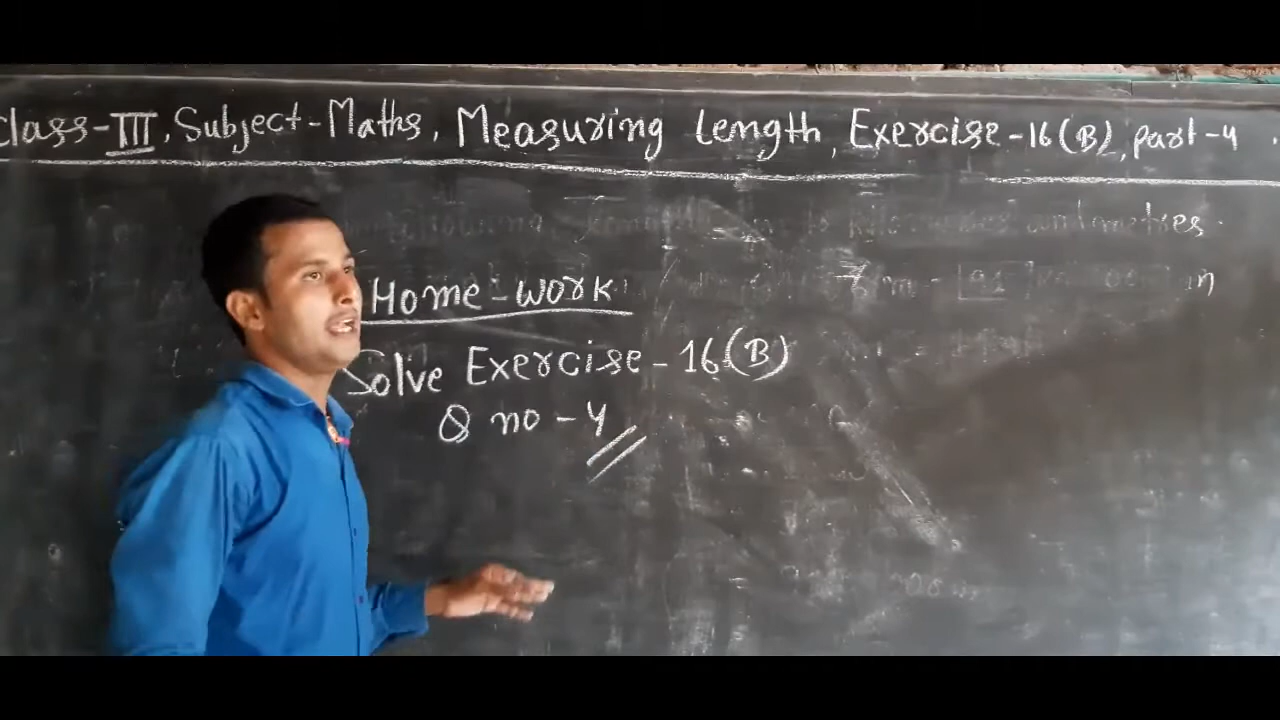 Class-III, Subject-Maths, Measuring Length, Exercise-16(B), part-4
Home-work
Solve Exercise-16(B)
Q no-4